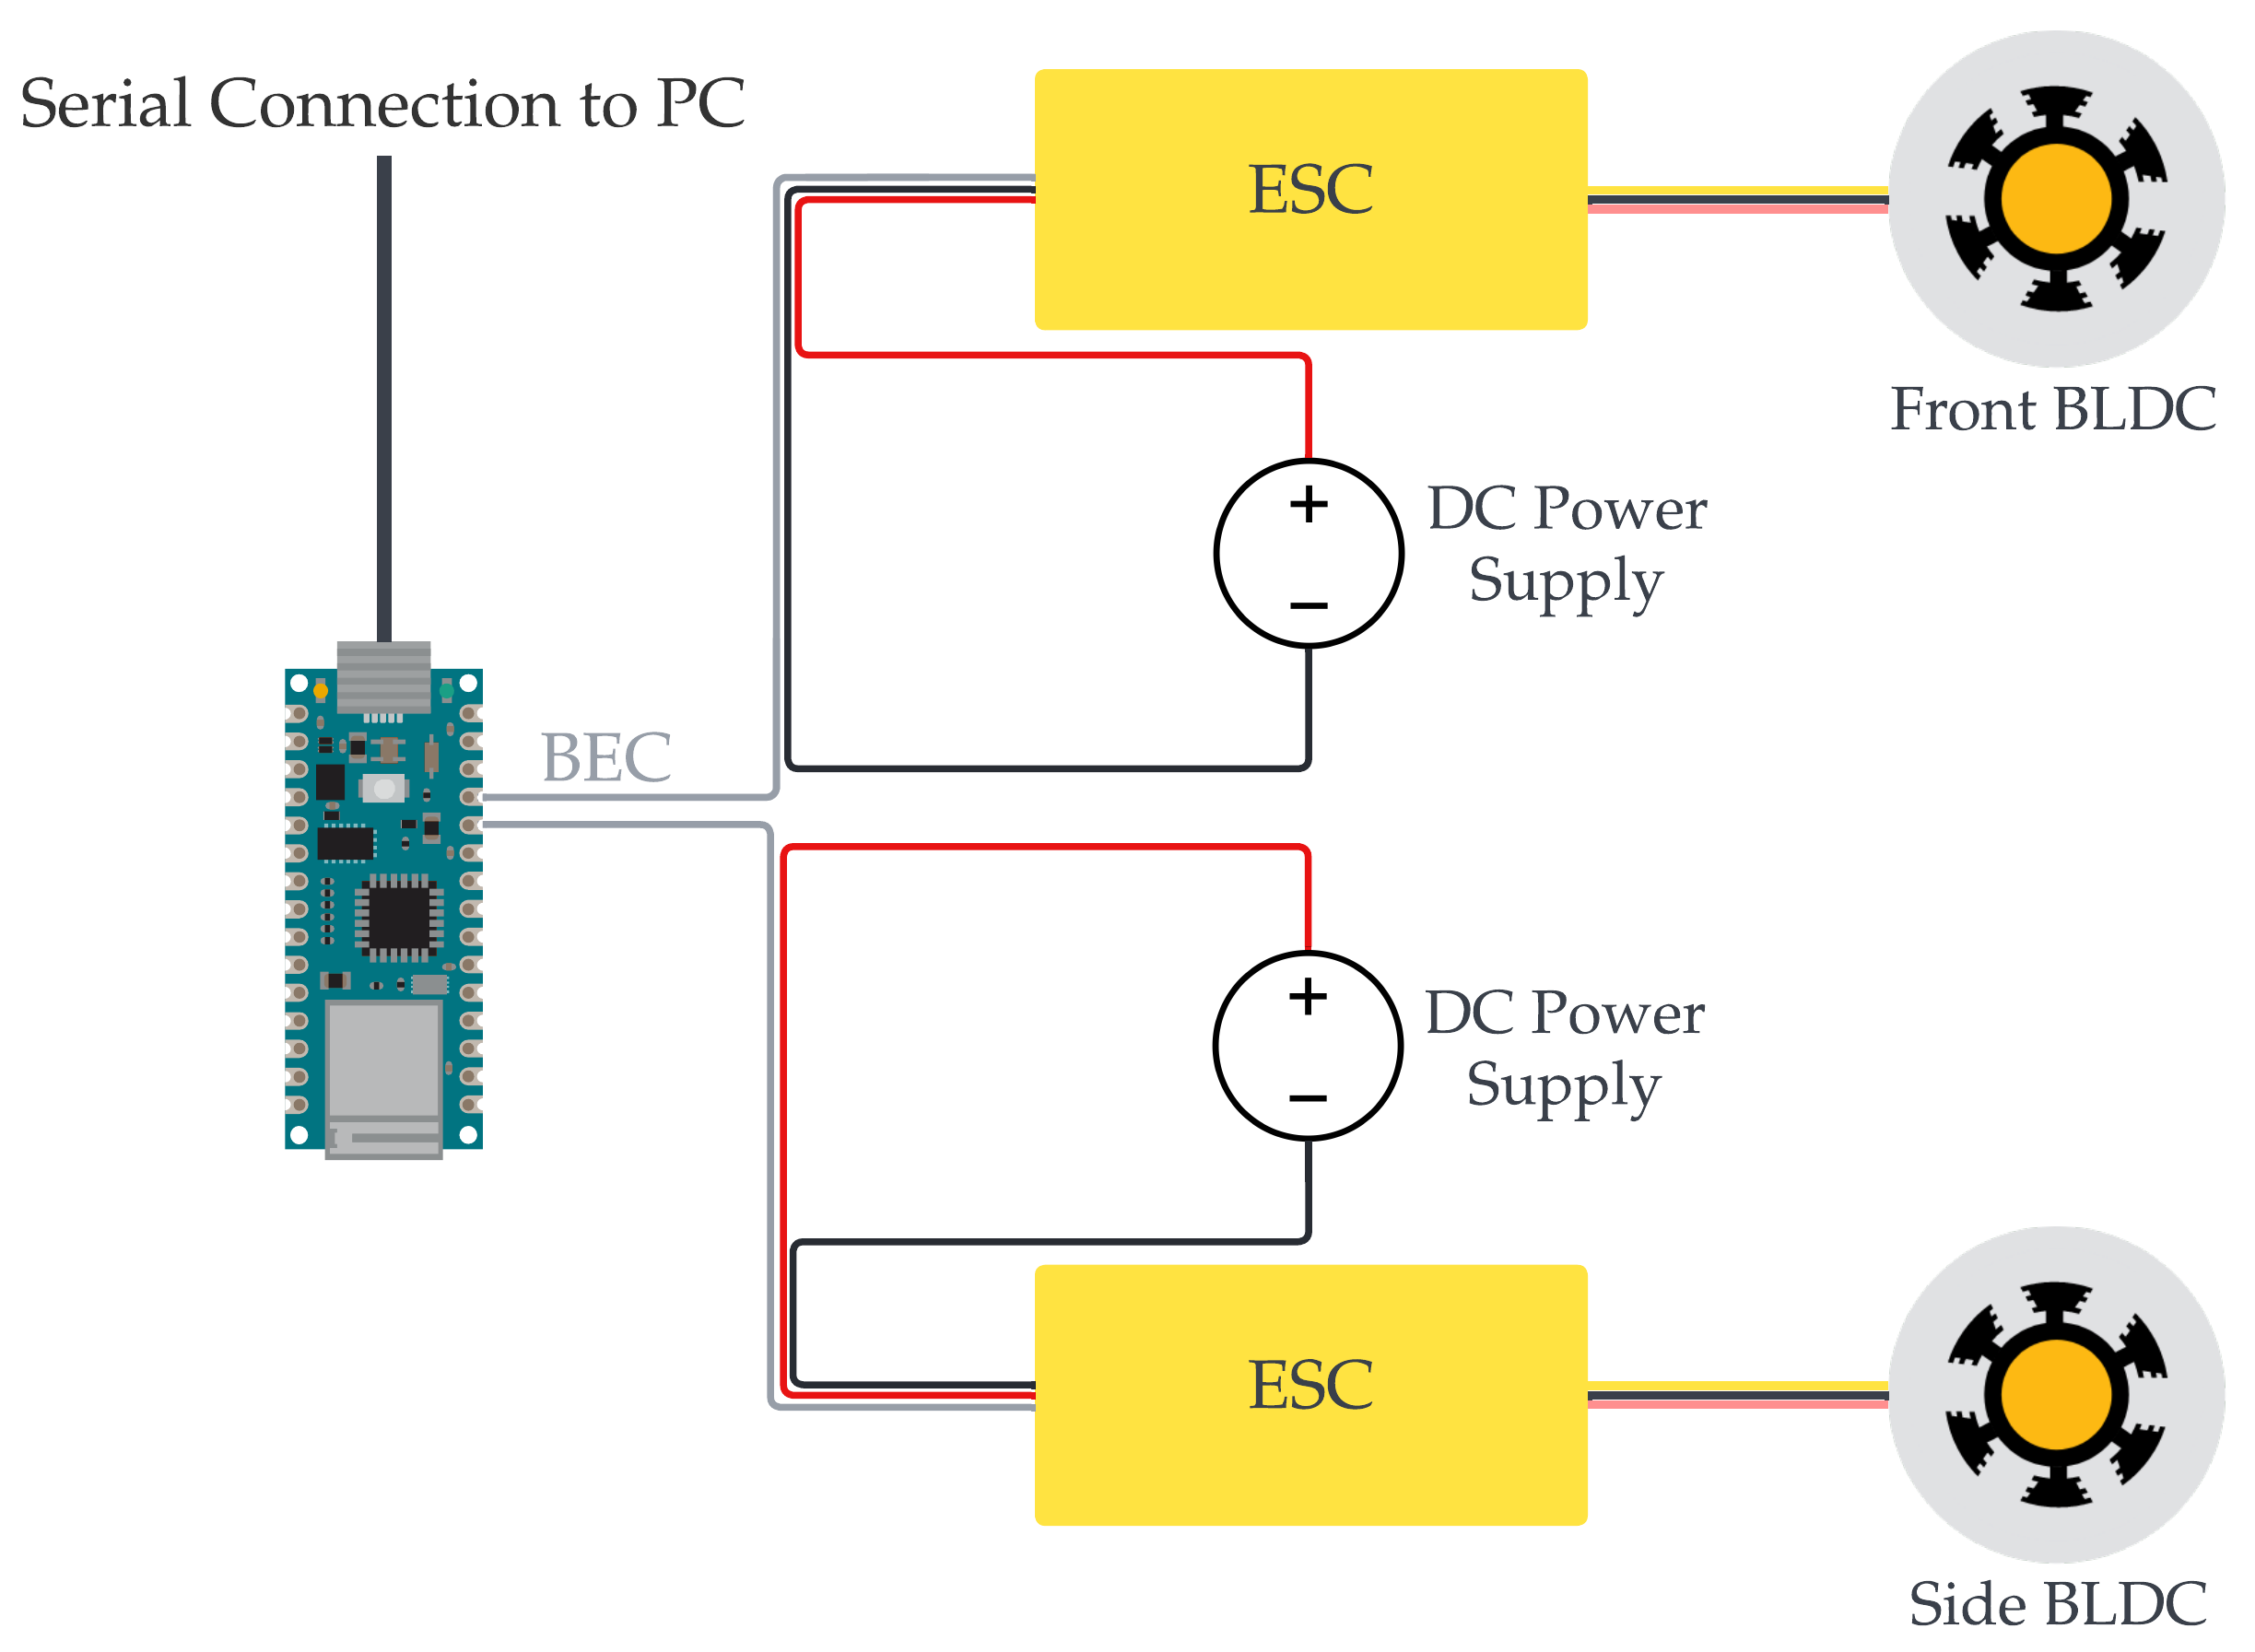 Serial Connection to PC
ESC
Front BLDC
+
DC Power
Supply
−
BEC
+
DC Power
Supply
−
ESC
Side BLDC